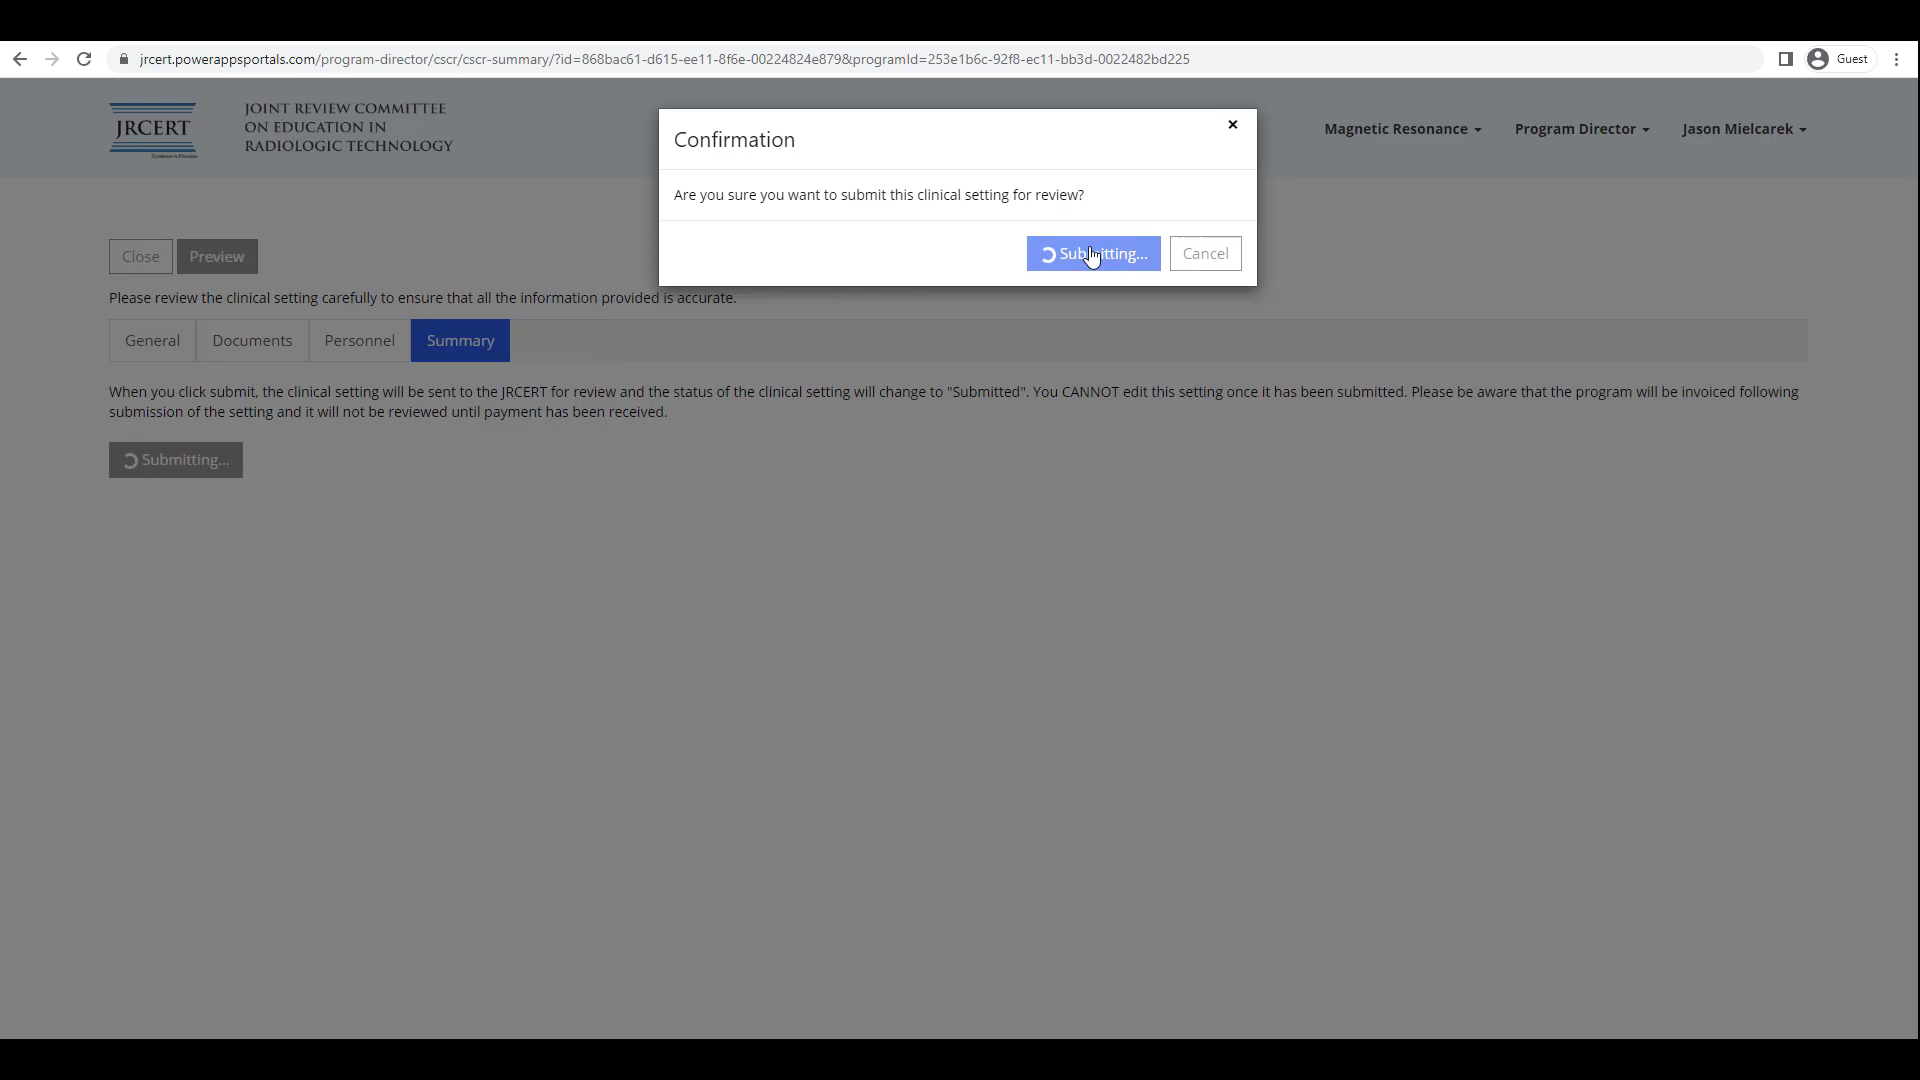 jrcert.powerappsportals.com/program-director/cscr/cscr-summary/?id=868bac61-d615-ee11-8f6e-00224824e879&programId=253e1b6c-92f8-ec11-bb3d-0022482bd225
Guest
JRCERT
Excellence in Education
JOINT REVIEW COMMITTEE
ON EDUCATION IN
RADIOLOGIC TECHNOLOGY
Magnetic Resonance
Program Director
Jason Mielcarek
Confirmation
×
Are you sure you want to submit this clinical setting for review?
Submitting...
Cancel
Close
Preview
Please review the clinical setting carefully to ensure that all the information provided is accurate.
General
Documents
Personnel
Summary
When you click submit, the clinical setting will be sent to the JRCERT for review and the status of the clinical setting will change to "Submitted". You CANNOT edit this setting once it has been submitted. Please be aware that the program will be invoiced following
submission of the setting and it will not be reviewed until payment has been received.
Submitting...